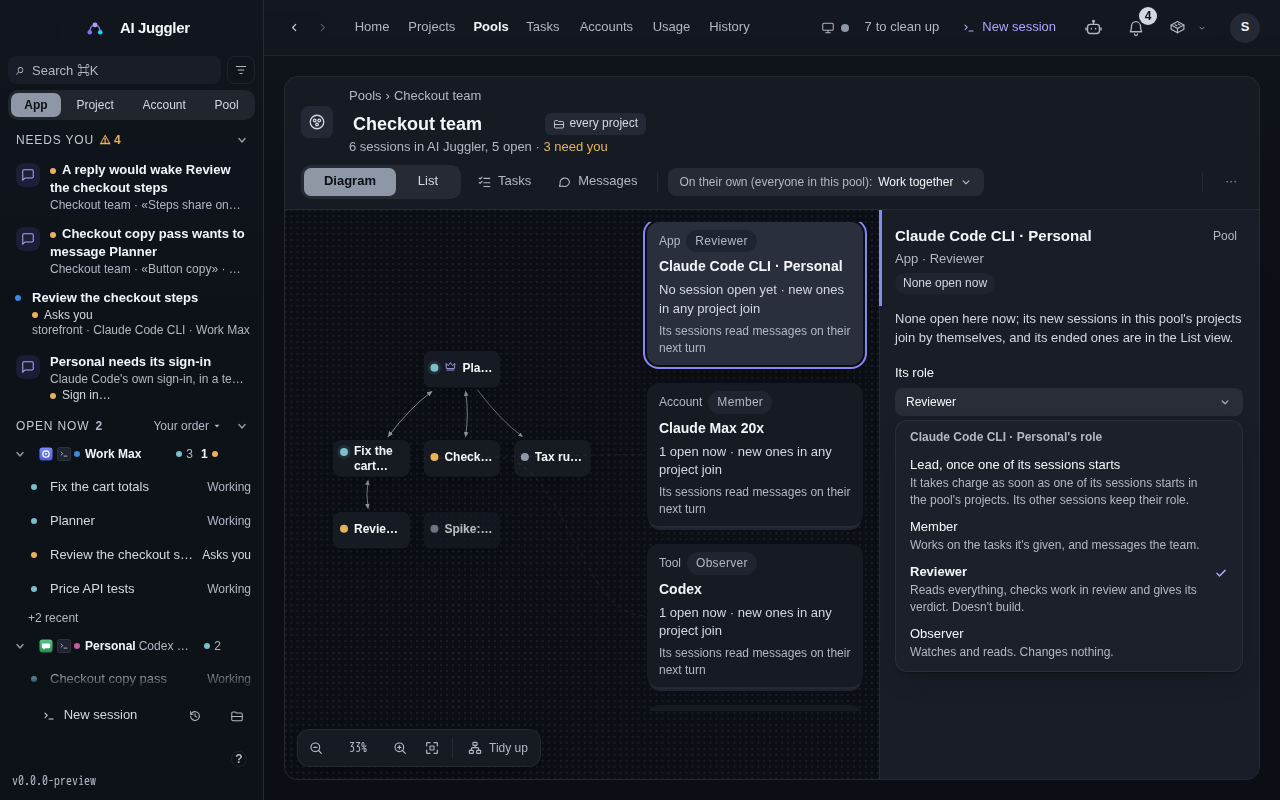 AI Juggler
Home Projects Pools Tasks Accounts Usage History
7 to clean up
New session
4
S
Search ⌘K
App Project Account Pool
NEEDS YOU 4
A reply would wake Review the checkout steps
Checkout team · «Steps share on…
Checkout copy pass wants to message Planner
Checkout team · «Button copy» · …
Review the checkout steps
Asks you
storefront · Claude Code CLI · Work Max
Personal needs its sign-in
Claude Code's own sign-in, in a te…
Sign in…
OPEN NOW 2 Your order
Work Max 3 1
Fix the cart totals Working
Planner Working
Review the checkout s… Asks you
Price API tests Working
+2 recent
Personal Codex … 2
Checkout copy pass Working
New session
?
v0.0.0-preview
Pools › Checkout team
Checkout team every project
6 sessions in AI Juggler, 5 open · 3 need you
Diagram List Tasks Messages
On their own (everyone in this pool): Work together
Pla…
Fix the cart…
Check…
Tax ru…
Revie…
Spike:…
App Reviewer
Claude Code CLI · Personal
No session open yet · new ones in any project join
Its sessions read messages on their next turn
Account Member
Claude Max 20x
1 open now · new ones in any project join
Its sessions read messages on their next turn
Tool Observer
Codex
1 open now · new ones in any project join
Its sessions read messages on their next turn
33%
Tidy up
Claude Code CLI · Personal Pool
App · Reviewer
None open now
None open here now; its new sessions in this pool's projects join by themselves, and its ended ones are in the List view.
Its role
Reviewer
Claude Code CLI · Personal's role
Lead, once one of its sessions starts
It takes charge as soon as one of its sessions starts in the pool's projects. Its other sessions keep their role.
Member
Works on the tasks it's given, and messages the team.
Reviewer
Reads everything, checks work in review and gives its verdict. Doesn't build.
Observer
Watches and reads. Changes nothing.